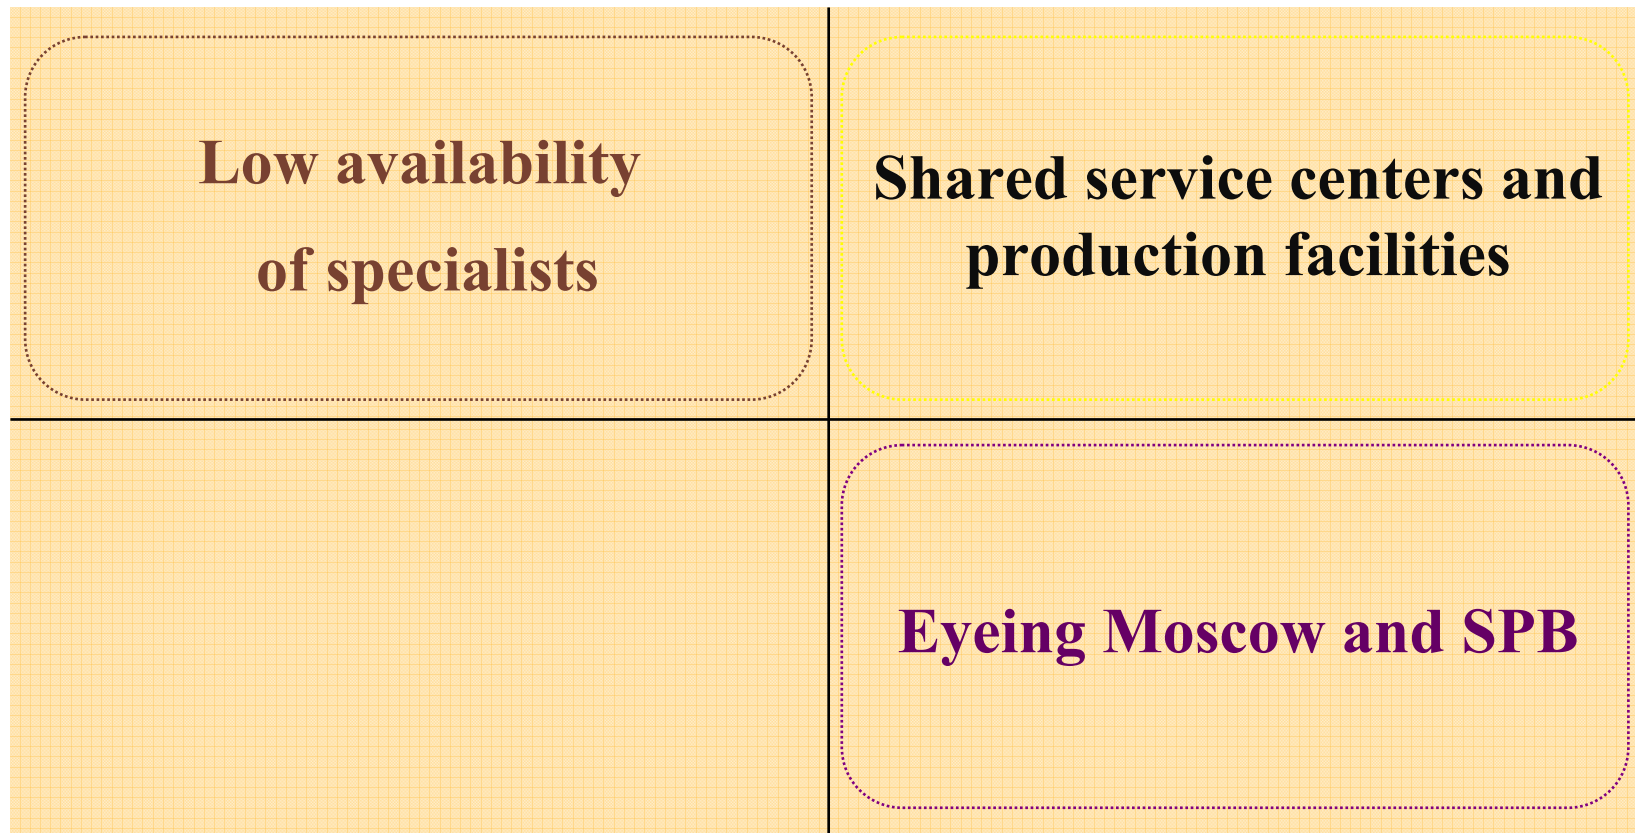 Low availability
of specialists
Shared service centers and
production facilities
Eyeing Moscow and SPB